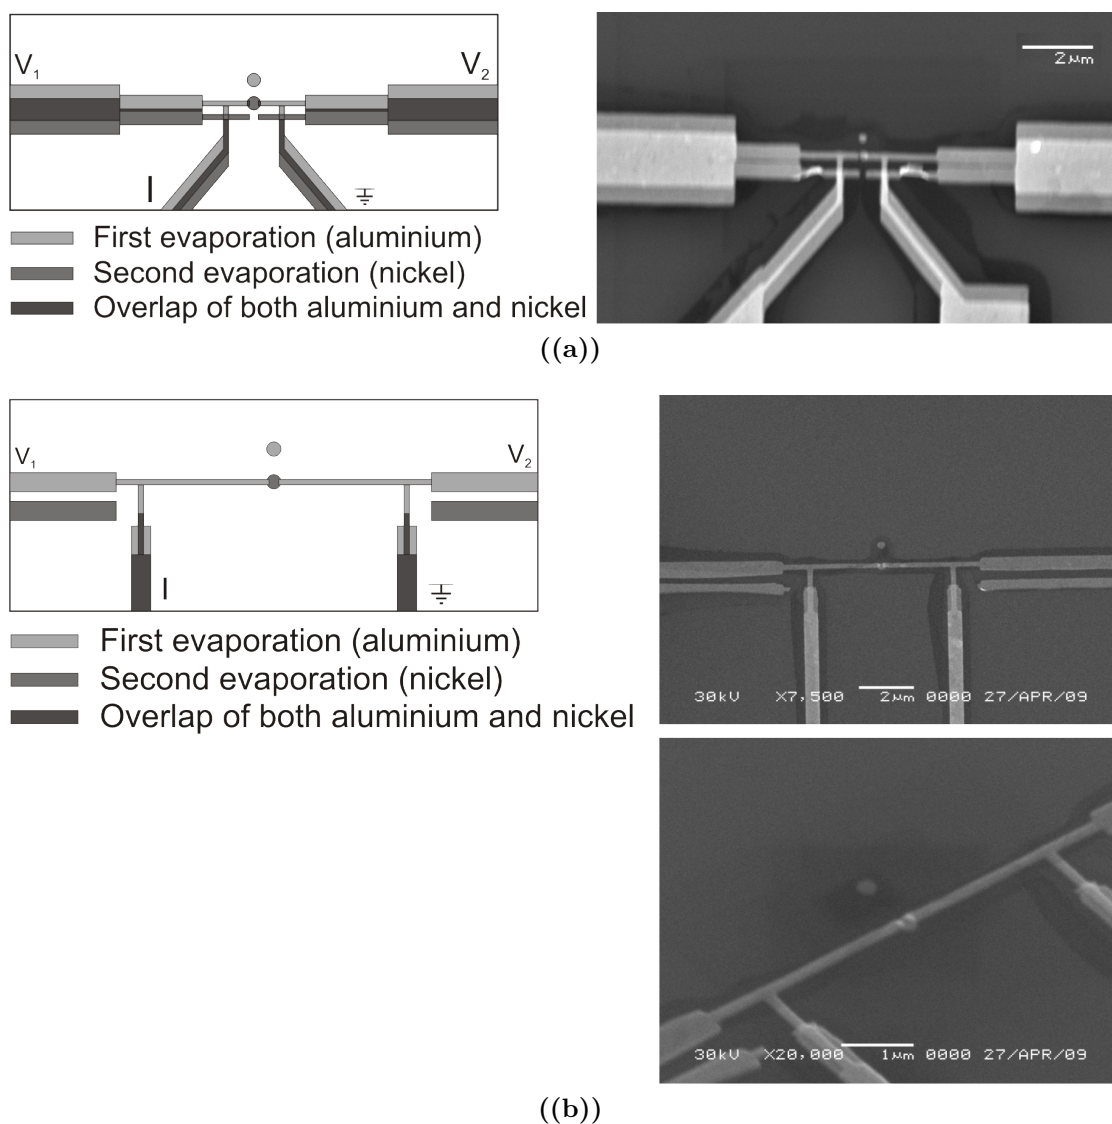 V1
V2
I
2µm
First evaporation (aluminium)
Second evaporation (nickel)
Overlap of both aluminium and nickel
((a))
V1
V2
I
First evaporation (aluminium)
Second evaporation (nickel)
Overlap of both aluminium and nickel
30kV X7,500 2µm 0000 27/APR/09
30kV X20,000 1µm 0000 27/APR/09
((b))